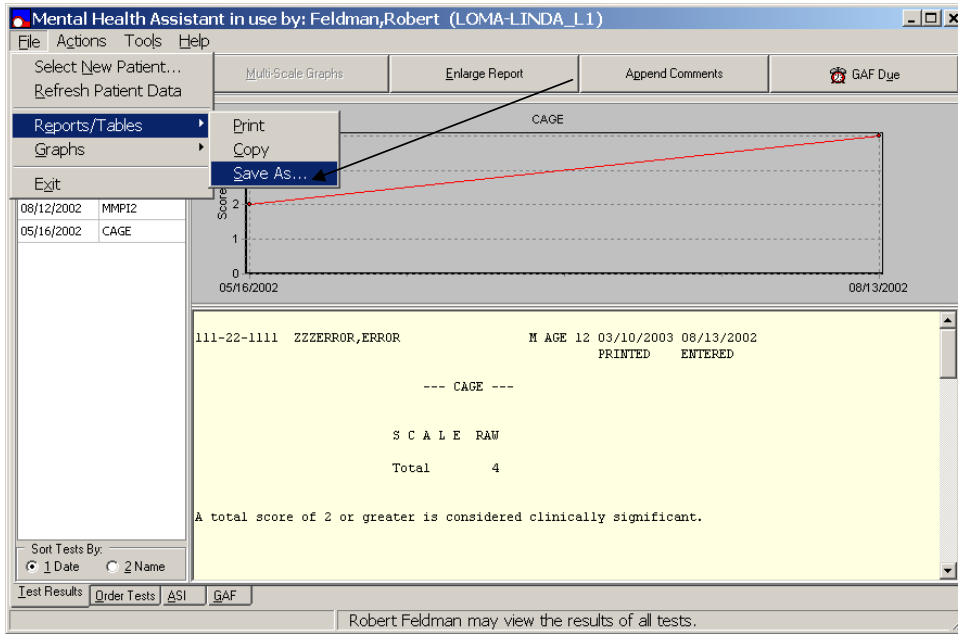 Mental Health Assistant in use by: Feldman,Robert (LOMA-LINDA_L1)
File Actions Tools Help
Select New Patient...
Refresh Patient Data
Reports/Tables
Graphs
Exit
Print
Copy
Save As...
Multi-Scale Graphs
Enlarge Report
Append Comments
GAF Due
CAGE
Score
2
1
0
05/16/2002
08/13/2002
08/12/2002 MMPI2
05/16/2002 CAGE
111-22-1111 ZZZERROR,ERROR M AGE 12 03/10/2003 08/13/2002
PRINTED ENTERED
--- CAGE ---
S C A L E RAW
Total 4
A total score of 2 or greater is considered clinically significant.
Sort Tests By:
1 Date 2 Name
Test Results Order Tests ASI GAF
Robert Feldman may view the results of all tests.